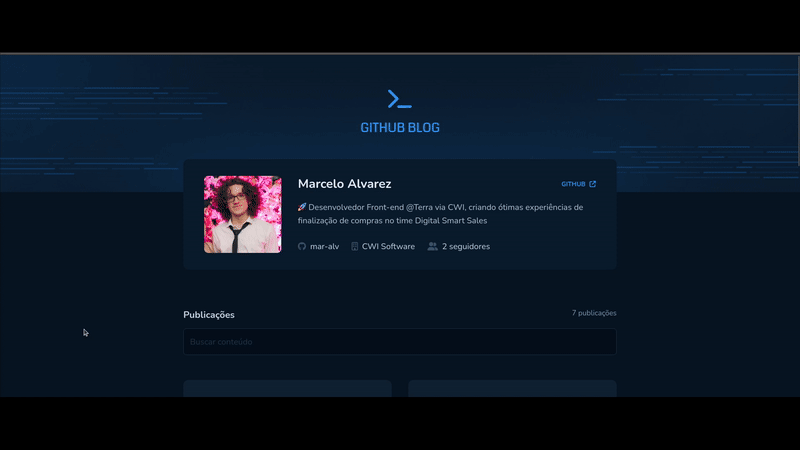 GITHUB BLOG
Marcelo Alvarez
GITHUB
🚀 Desenvolvedor Front-end @Terra via CWI, criando ótimas experiências de
finalização de compras no time Digital Smart Sales
mar-alv CWI Software 2 seguidores
Publicações
7 publicações
Buscar conteúdo